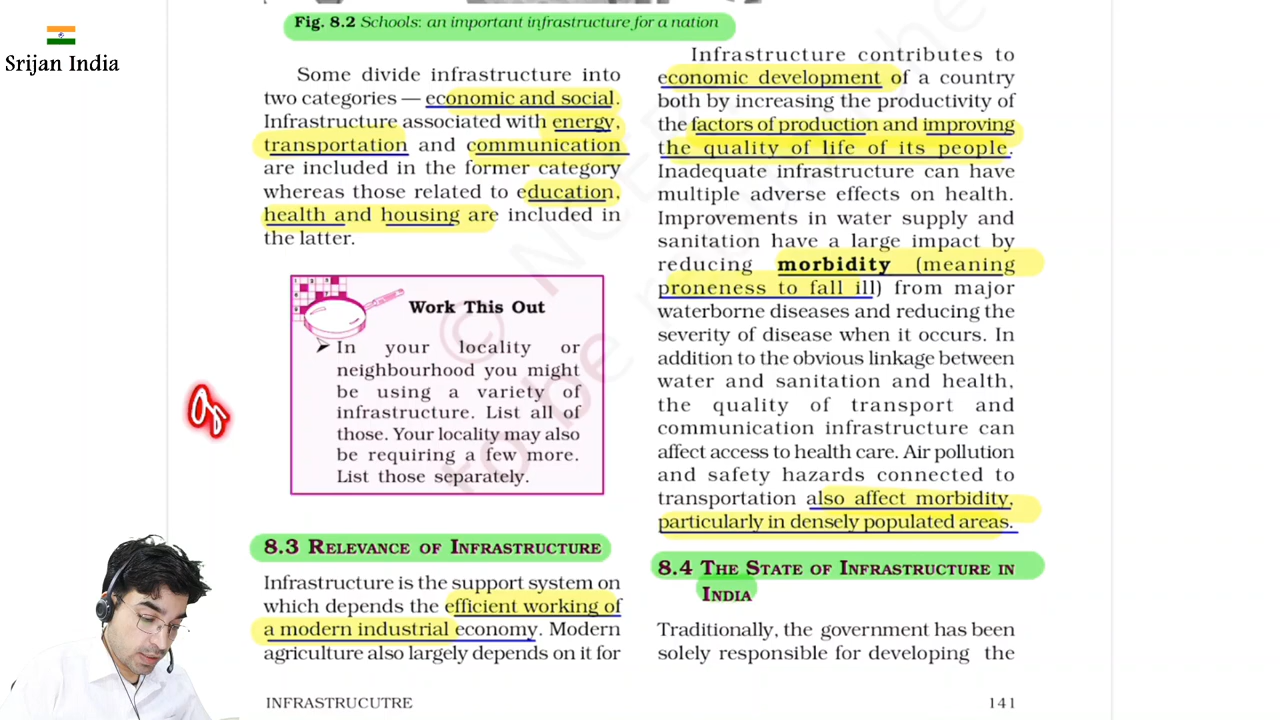 Srijan India
Fig. 8.2 Schools: an important infrastructure for a nation
Some divide infrastructure into
two categories — economic and social.
Infrastructure associated with energy,
transportation and communication
are included in the former category
whereas those related to education,
health and housing are included in
the latter.
Work This Out
➢ In your locality or
neighbourhood you might
be using a variety of
infrastructure. List all of
those. Your locality may also
be requiring a few more.
List those separately.
8.3 RELEVANCE OF INFRASTRUCTURE
Infrastructure is the support system on
which depends the efficient working of
a modern industrial economy. Modern
agriculture also largely depends on it for
Infrastructure contributes to
economic development of a country
both by increasing the productivity of
the factors of production and improving
the quality of life of its people.
Inadequate infrastructure can have
multiple adverse effects on health.
Improvements in water supply and
sanitation have a large impact by
reducing morbidity (meaning
proneness to fall ill) from major
waterborne diseases and reducing the
severity of disease when it occurs. In
addition to the obvious linkage between
water and sanitation and health,
the quality of transport and
communication infrastructure can
affect access to health care. Air pollution
and safety hazards connected to
transportation also affect morbidity,
particularly in densely populated areas.
8.4 THE STATE OF INFRASTRUCTURE IN
INDIA
Traditionally, the government has been
solely responsible for developing the
INFRASTRUCUTRE
141